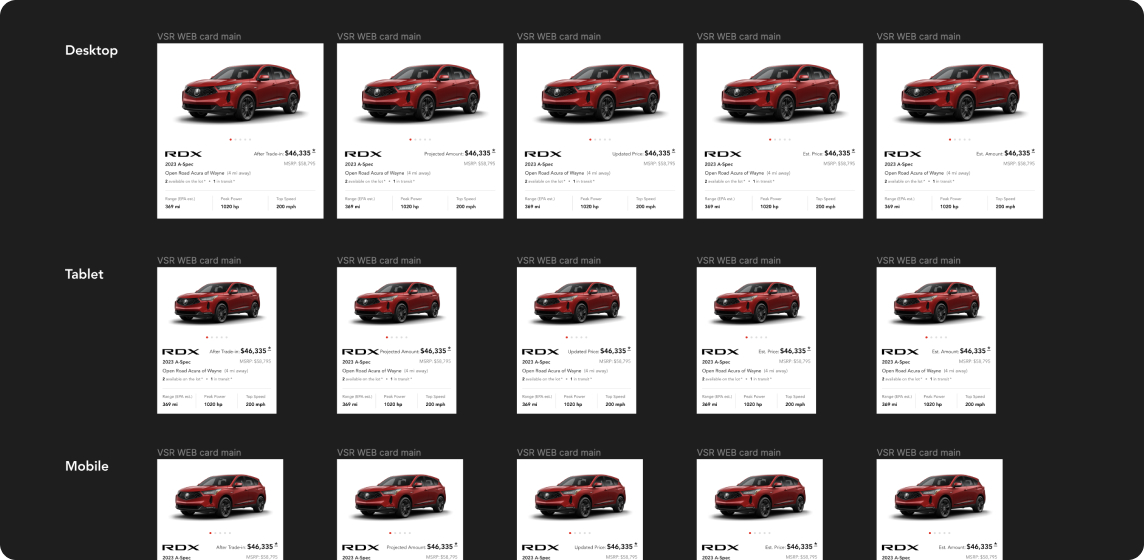 VSR WEB card main VSR WEB card main VSR WEB card main VSR WEB card main VSR WEB card main
Desktop
RDX After Trade-in: $46,335 RDX Projected Amount: $46,335 RDX Updated Price: $46,335 RDX Est. Price: $46,335 RDX Est. Amount: $46,335
2023 A-Spec MSRP: $58,795 2023 A-Spec MSRP: $58,795 2023 A-Spec MSRP: $58,795 2023 A-Spec MSRP: $58,795 2023 A-Spec MSRP: $58,795
Open Road Acura of Wayne (4 mi away) Open Road Acura of Wayne (4 mi away) Open Road Acura of Wayne (4 mi away) Open Road Acura of Wayne (4 mi away) Open Road Acura of Wayne (4 mi away)
2 available on the lot* • 1 in transit* 2 available on the lot* • 1 in transit* 2 available on the lot* • 1 in transit* 2 available on the lot* • 1 in transit* 2 available on the lot* • 1 in transit*
Range (EPA est.) Peak Power Top Speed Range (EPA est.) Peak Power Top Speed Range (EPA est.) Peak Power Top Speed Range (EPA est.) Peak Power Top Speed Range (EPA est.) Peak Power Top Speed
369 mi 1020 hp 200 mph 369 mi 1020 hp 200 mph 369 mi 1020 hp 200 mph 369 mi 1020 hp 200 mph 369 mi 1020 hp 200 mph
VSR WEB card main VSR WEB card main VSR WEB card main VSR WEB card main VSR WEB card main
Tablet
RDX After Trade-in: $46,335 RDX Projected Amount: $46,335 RDX Updated Price: $46,335 RDX Est. Price: $46,335 RDX Est. Amount: $46,335
2023 A-Spec MSRP: $58,795 2023 A-Spec MSRP: $58,795 2023 A-Spec MSRP: $58,795 2023 A-Spec MSRP: $58,795 2023 A-Spec MSRP: $58,795
Open Road Acura of Wayne (4 mi away) Open Road Acura of Wayne (4 mi away) Open Road Acura of Wayne (4 mi away) Open Road Acura of Wayne (4 mi away) Open Road Acura of Wayne (4 mi away)
2 available on the lot* • 1 in transit* 2 available on the lot* • 1 in transit* 2 available on the lot* • 1 in transit* 2 available on the lot* • 1 in transit* 2 available on the lot* • 1 in transit*
Range (EPA est.) Peak Power Top Speed Range (EPA est.) Peak Power Top Speed Range (EPA est.) Peak Power Top Speed Range (EPA est.) Peak Power Top Speed Range (EPA est.) Peak Power Top Speed
369 mi 1020 hp 200 mph 369 mi 1020 hp 200 mph 369 mi 1020 hp 200 mph 369 mi 1020 hp 200 mph 369 mi 1020 hp 200 mph
VSR WEB card main VSR WEB card main VSR WEB card main VSR WEB card main VSR WEB card main
Mobile
RDX After Trade-in: $46,335 RDX Projected Amount: $46,335 RDX Updated Price: $46,335 RDX Est. Price: $46,335 RDX Est. Amount: $46,335
2023 A-Spec MSRP: $58,795 2023 A-Spec MSRP: $58,795 2023 A-Spec MSRP: $58,795 2023 A-Spec MSRP: $58,795 2023 A-Spec MSRP: $58,795